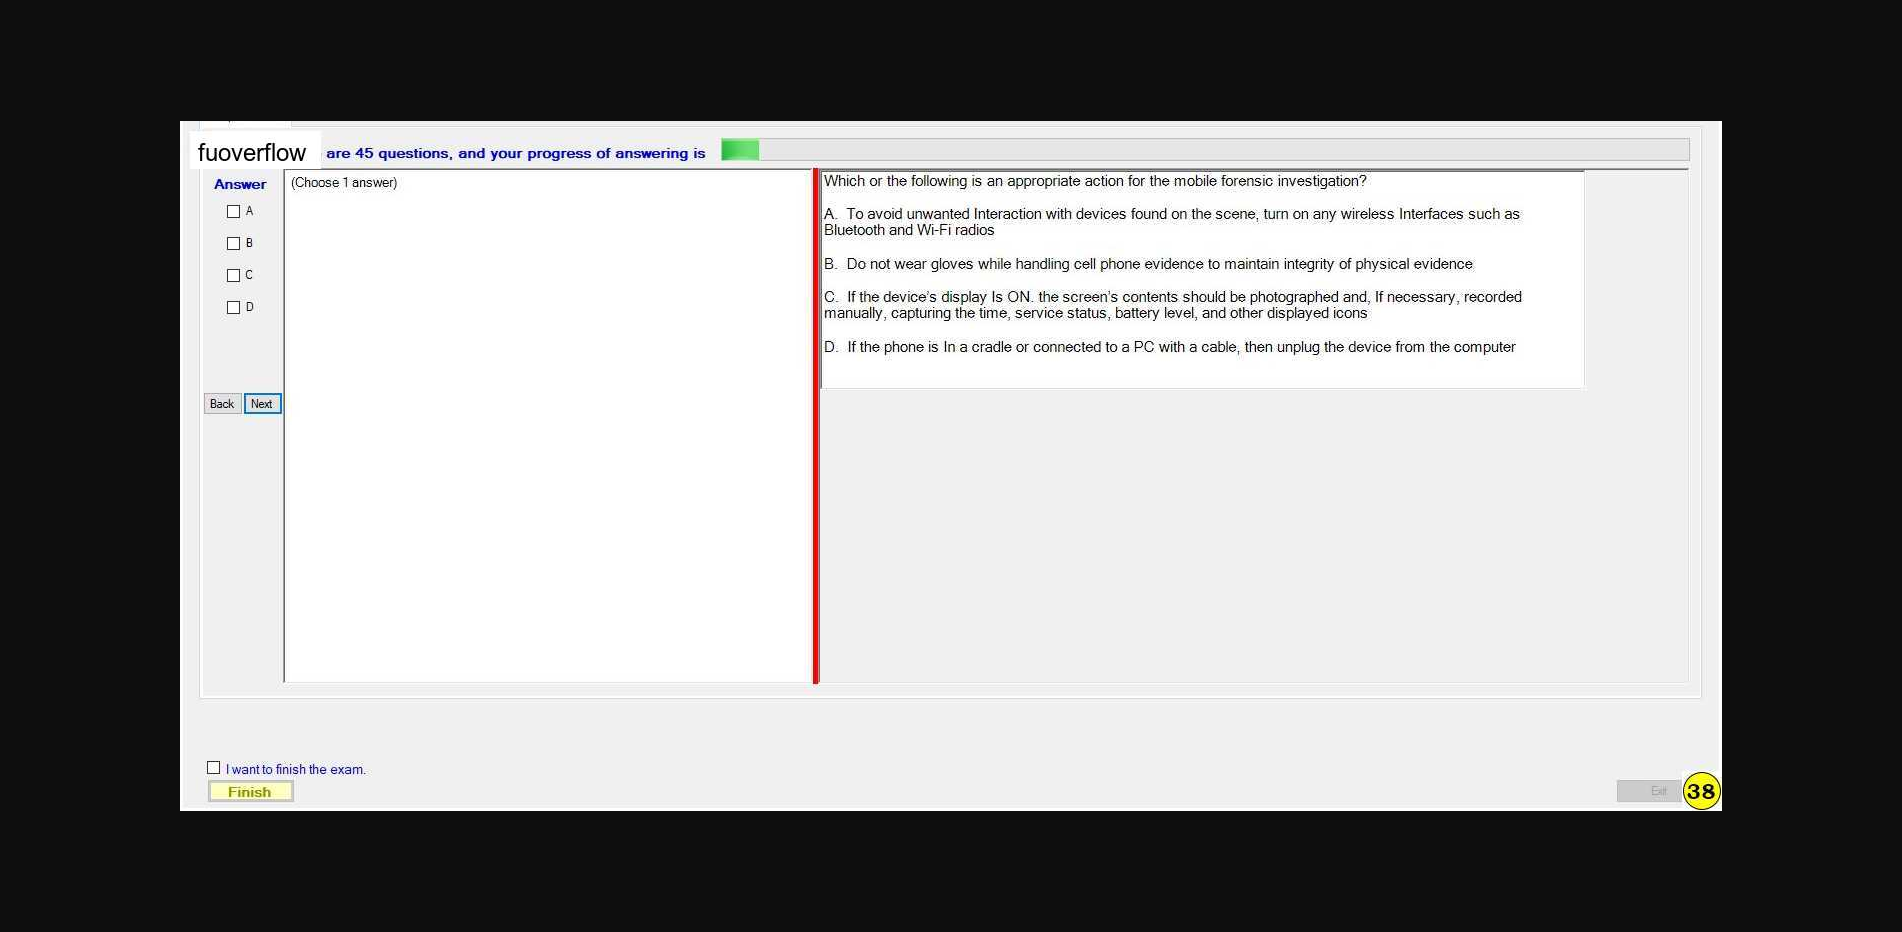 fuoverflow are 45 questions, and your progress of answering is
Answer
A
B
C
D
Back Next
(Choose 1 answer)
Which or the following is an appropriate action for the mobile forensic investigation?
A. To avoid unwanted Interaction with devices found on the scene, turn on any wireless Interfaces such as
Bluetooth and Wi-Fi radios
B. Do not wear gloves while handling cell phone evidence to maintain integrity of physical evidence
C. If the device's display Is ON. the screen's contents should be photographed and, If necessary, recorded
manually, capturing the time, service status, battery level, and other displayed icons
D. If the phone is In a cradle or connected to a PC with a cable, then unplug the device from the computer
I want to finish the exam.
Finish
Exit
38